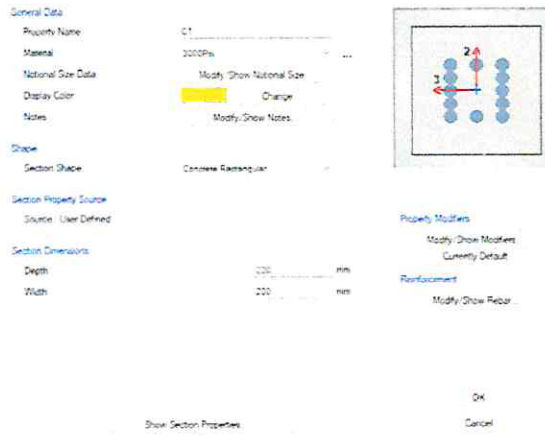 General Data
Property Name C1
Material 3000Psi ...
Notional Size Data Modify/Show Notional Size
Display Color Change
Notes Modify/Show Notes
Shape
Section Shape Concrete Rectangular
Section Property Source
Source: User Defined
Section Dimensions
Depth mm
Width 200 mm
2
3
Property Modifiers
Modify/Show Modifiers
Currently Default
Reinforcement
Modify/Show Rebar...
OK
Show Section Properties
Cancel